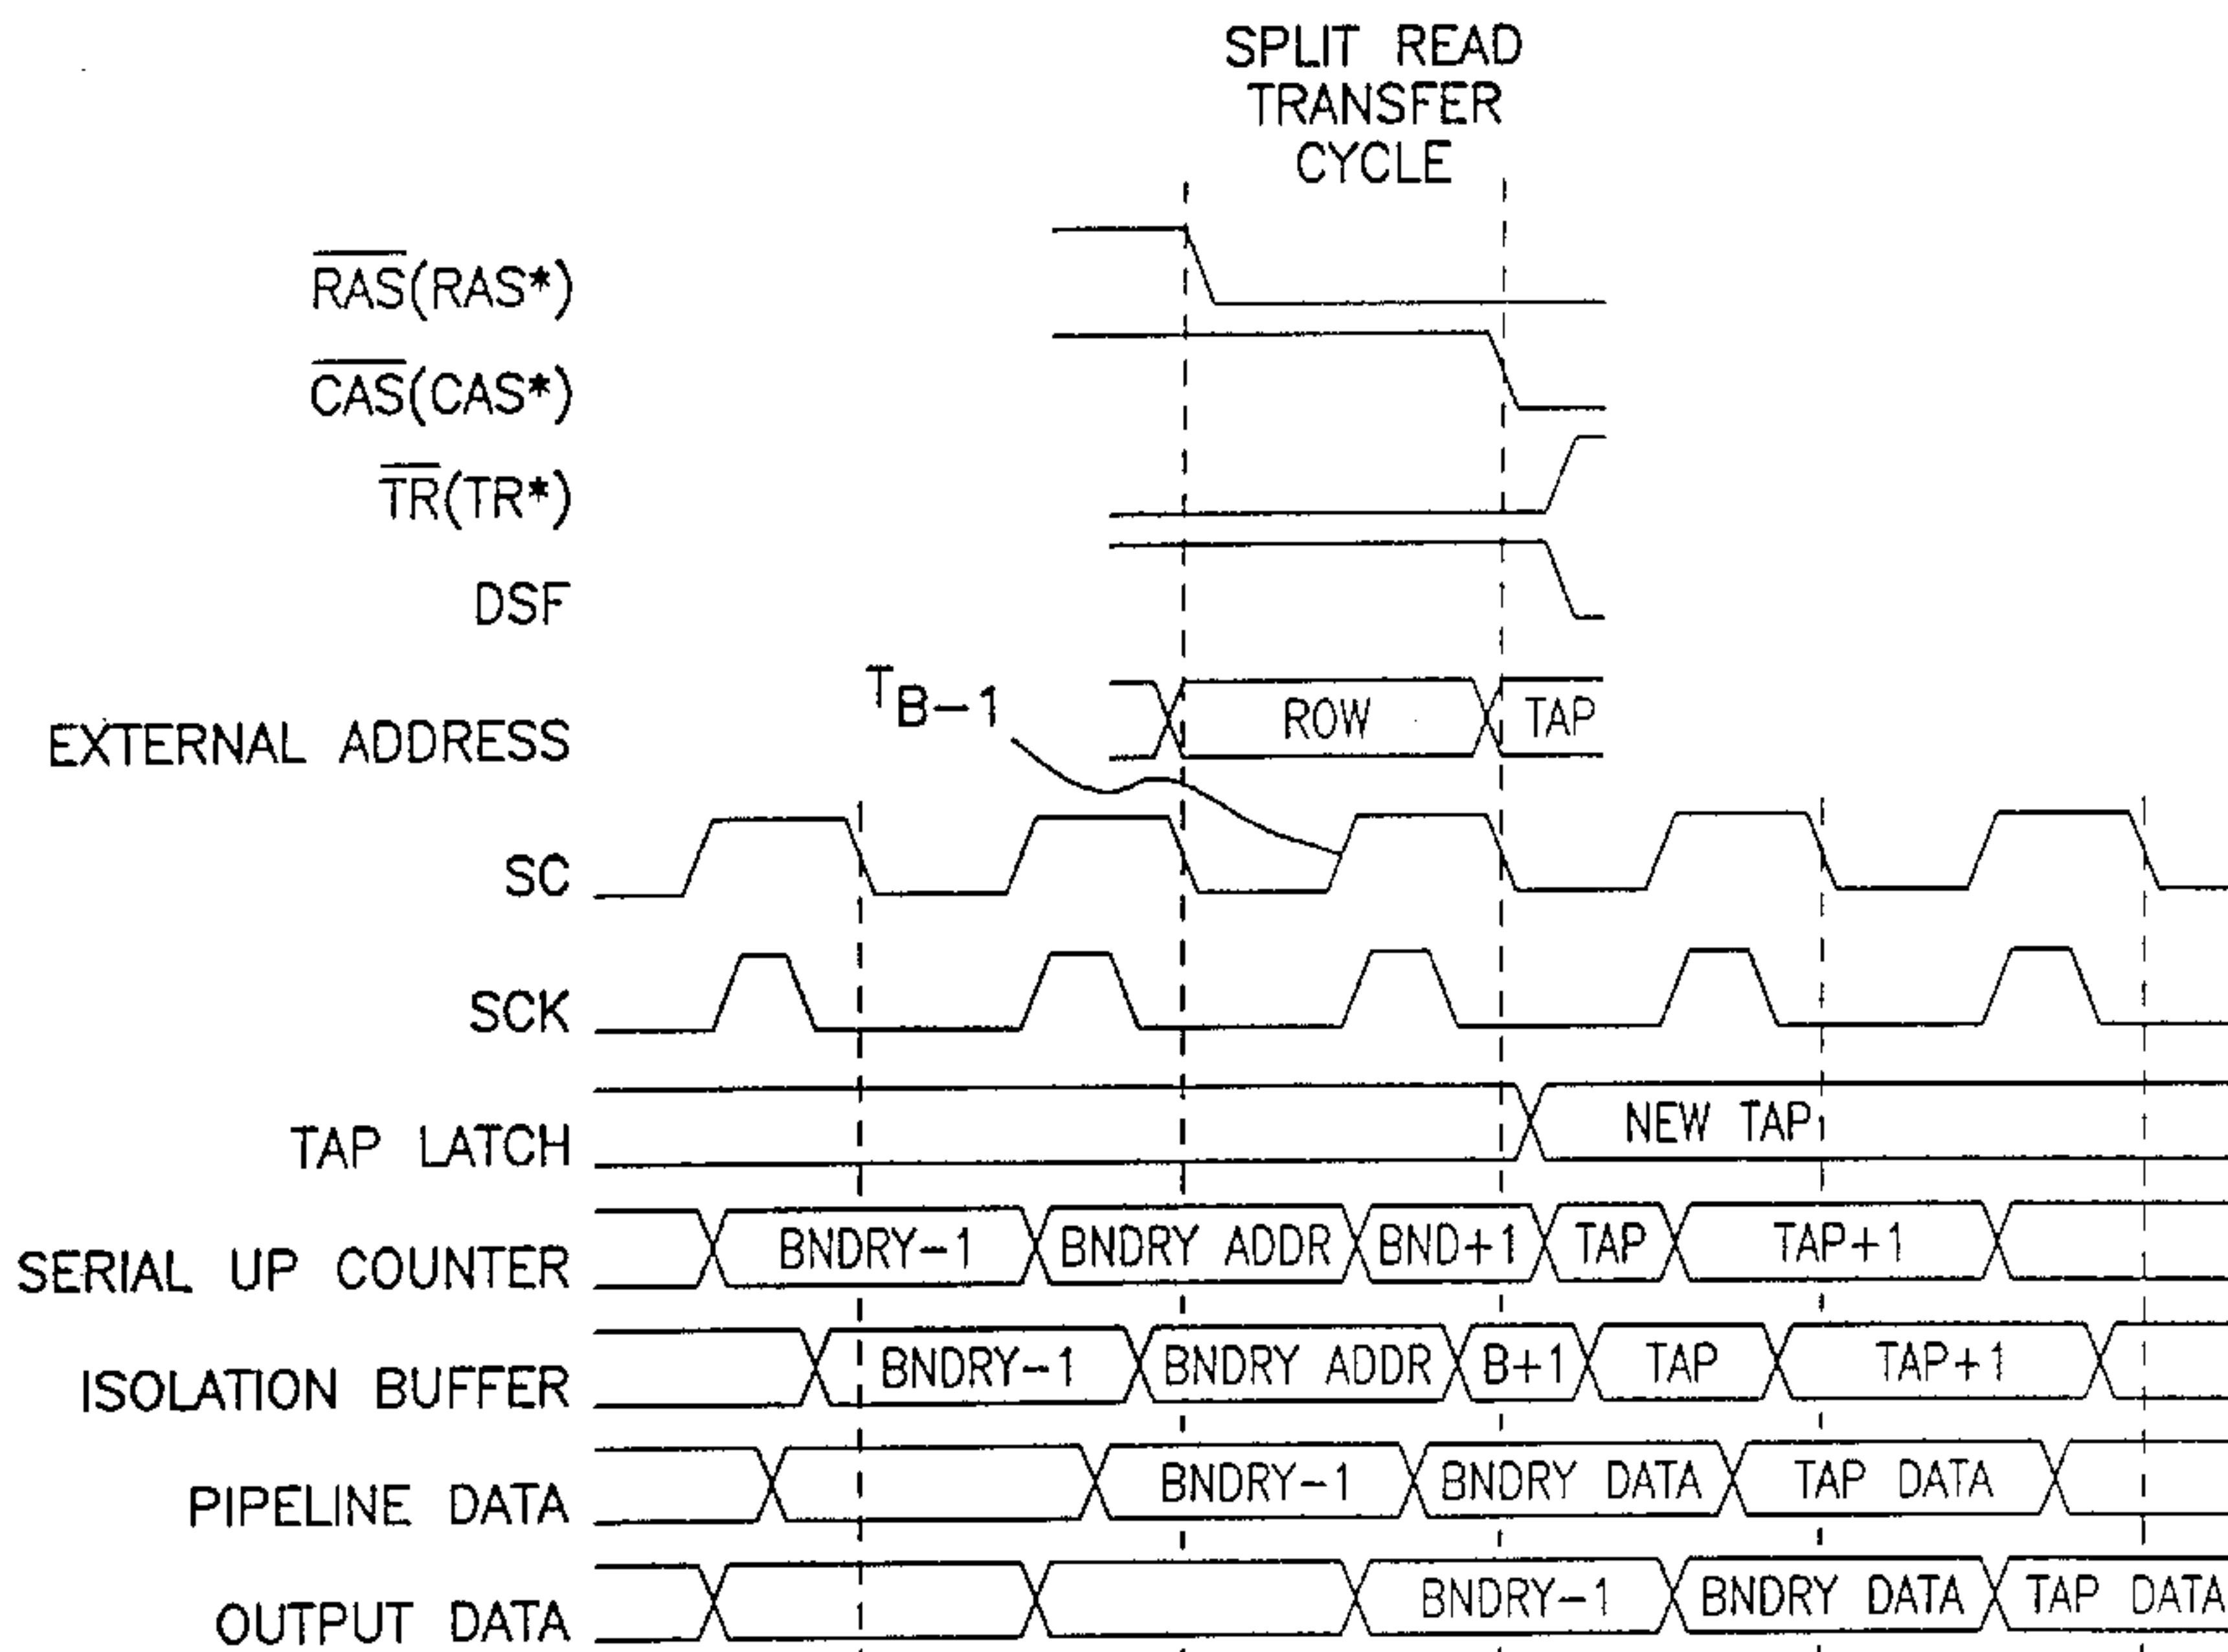 SPLIT READ
TRANSFER
CYCLE
R̅A̅S̅(RAS*)
C̅A̅S̅(CAS*)
T̅R̅(TR*)
DSF
EXTERNAL ADDRESS
ROW TAP
TB-1
SC
SCK
TAP LATCH
NEW TAP
SERIAL UP COUNTER
BNDRY-1 BNDRY ADDR BND+1 TAP TAP+1
ISOLATION BUFFER
BNDRY-1 BNDRY ADDR B+1 TAP TAP+1
PIPELINE DATA
BNDRY-1 BNDRY DATA TAP DATA
OUTPUT DATA
BNDRY-1 BNDRY DATA TAP DATA